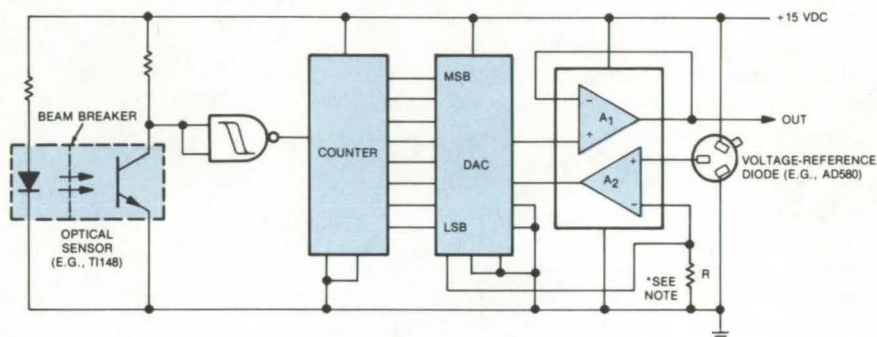 +15 VDC
BEAM BREAKER
OPTICAL
SENSOR
(E.G., TI148)
COUNTER
MSB
DAC
LSB
A1
A2
OUT
VOLTAGE-REFERENCE
DIODE (E.G., AD580)
*SEE
NOTE
R